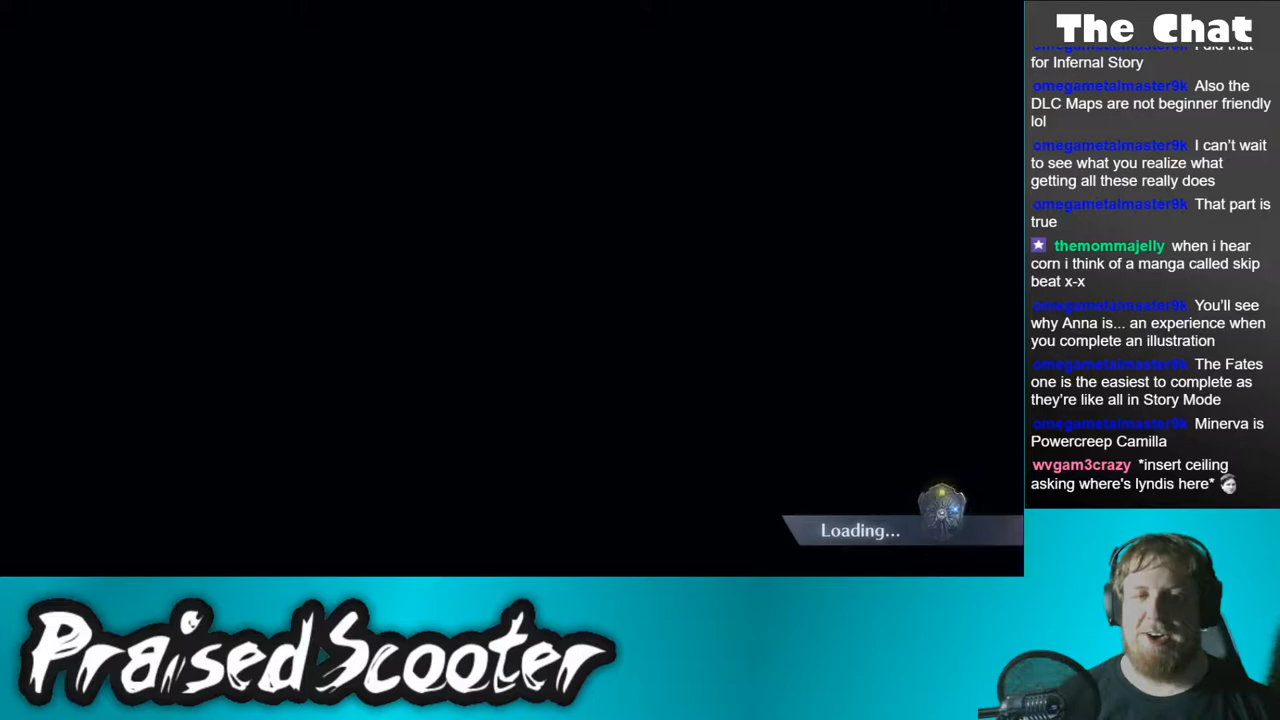 The Chat
omegametalmaster9k I did that
for Infernal Story
omegametalmaster9k Also the
DLC Maps are not beginner friendly
lol
omegametalmaster9k I can't wait
to see what you realize what
getting all these really does
omegametalmaster9k That part is
true
themommajelly when i hear
corn i think of a manga called skip
beat x-x
omegametalmaster9k You'll see
why Anna is... an experience when
you complete an illustration
omegametalmaster9k The Fates
one is the easiest to complete as
they're like all in Story Mode
omegametalmaster9k Minerva is
Powercreep Camilla
wvgam3crazy *insert ceiling
asking where's lyndis here*
Loading...
PraisedScooter